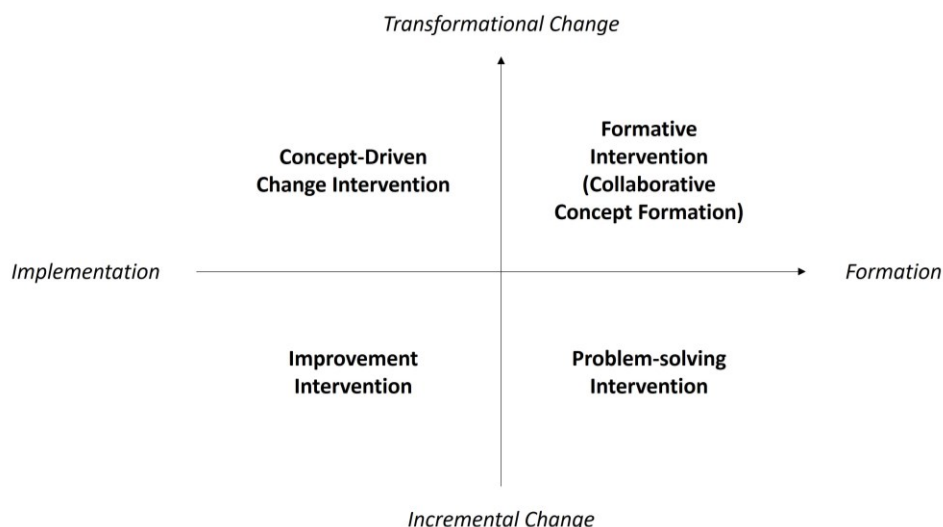 Transformational Change
Concept-Driven
Change Intervention
Formative
Intervention
(Collaborative
Concept Formation)
Implementation
Formation
Improvement
Intervention
Problem-solving
Intervention
Incremental Change